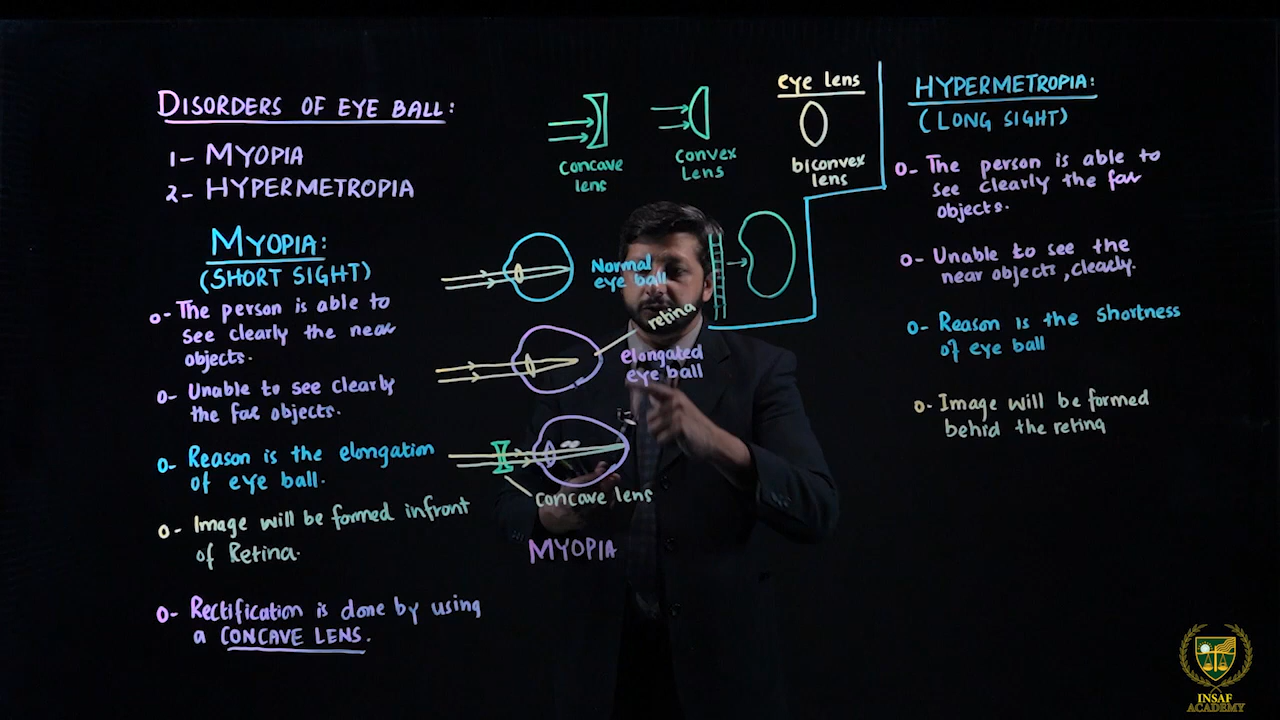 DISORDERS OF EYE BALL:
1- MYOPIA
2- HYPERMETROPIA
MYOPIA:
(SHORT SIGHT)
o- The person is able to
see clearly the near
objects.
o- Unable to see clearly
the far objects.
o- Reason is the elongation
of eye ball.
o- Image will be formed infront
of Retina.
o- Rectification is done by using
a CONCAVE LENS.
concave
lens
Convex
Lens
eye lens
biconvex
lens
Normal
eye ball
retina
elongated
eye ball
Concave lens
MYOPIA
HYPERMETROPIA:
(LONG SIGHT)
o- The person is able to
see clearly the far
objects.
o- Unable to see the
near objects, clearly.
o- Reason is the shortness
of eye ball
o- Image will be formed
behid the retina
INSAF
ACADEMY